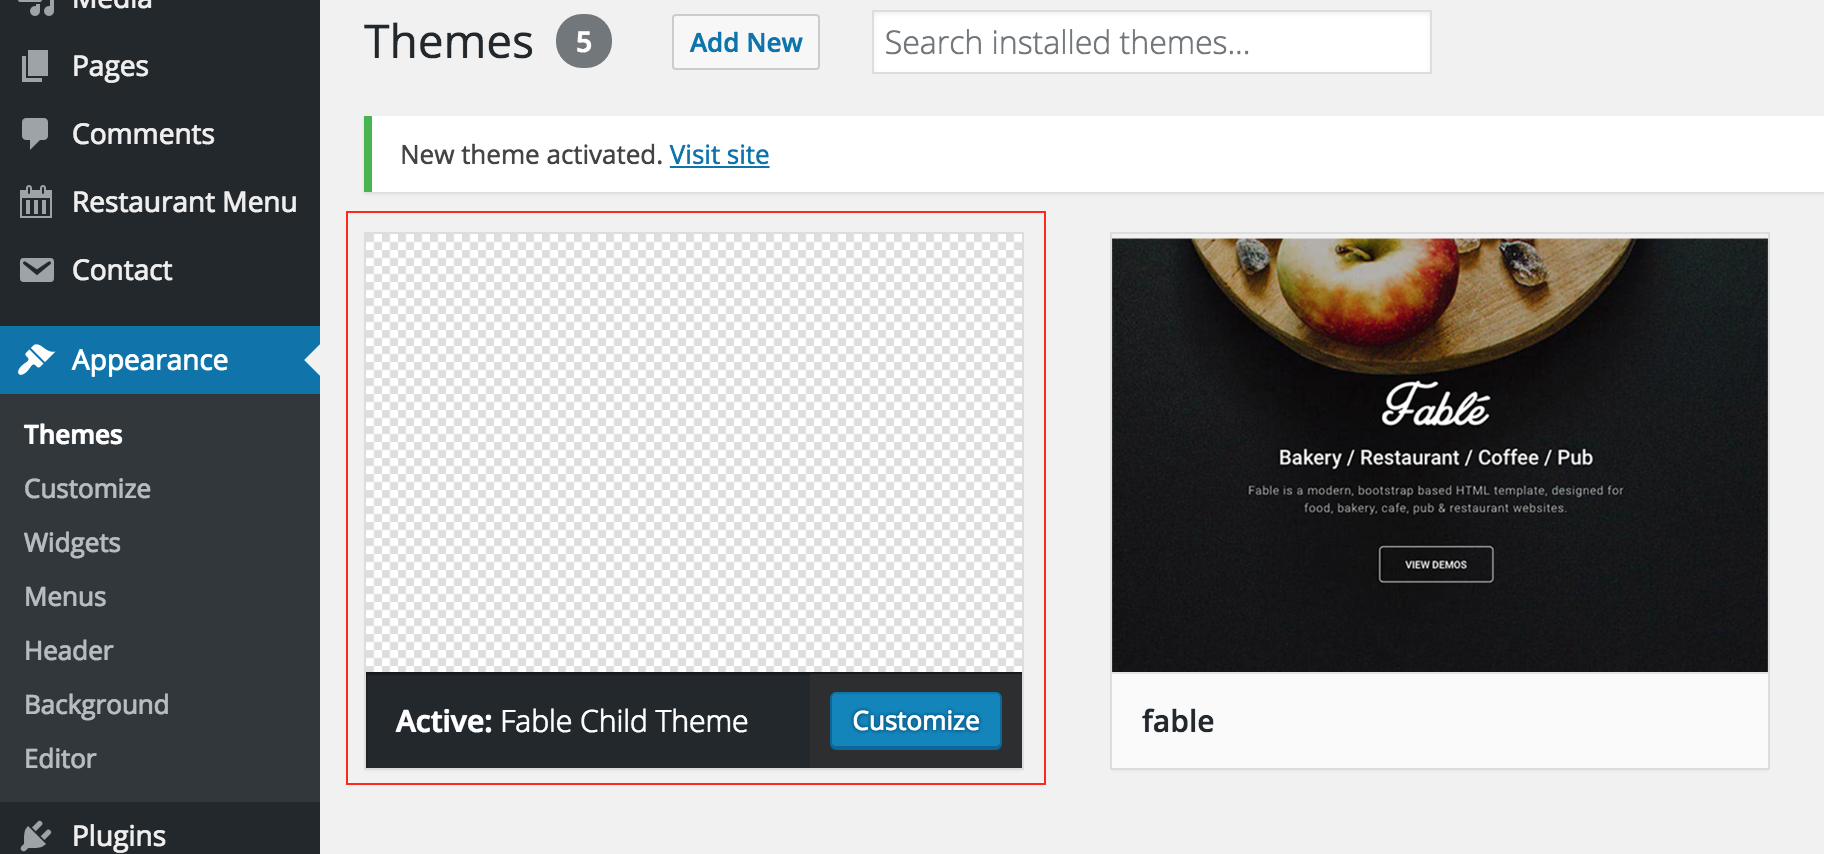 Media
Pages
Comments
Restaurant Menu
Contact
Appearance
Themes
Customize
Widgets
Menus
Header
Background
Editor
Plugins
Themes 5 Add New Search installed themes...
New theme activated. Visit site
Active: Fable Child Theme Customize
Fablé
Bakery / Restaurant / Coffee / Pub
Fable is a modern, bootstrap based HTML template, designed for
food, bakery, cafe, pub & restaurant websites.
VIEW DEMOS
fable